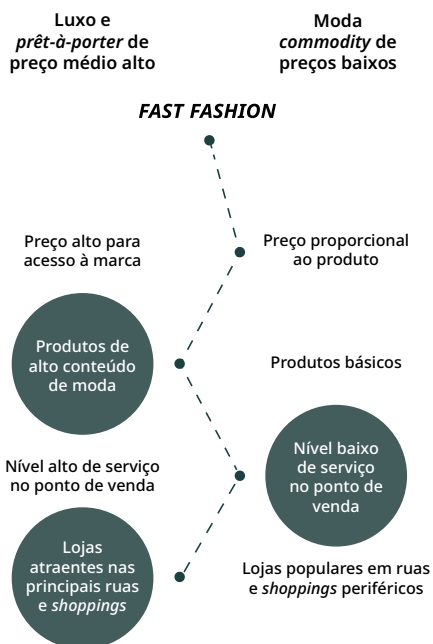 Luxo e
prêt-à-porter de
preço médio alto
Moda
commodity de
preços baixos
FAST FASHION
Preço alto para
acesso à marca
Preço proporcional
ao produto
Produtos de
alto conteúdo
de moda
Produtos básicos
Nível alto de serviço
no ponto de venda
Nível baixo
de serviço
no ponto de
venda
Lojas
atraentes nas
principais ruas
e shoppings
Lojas populares em ruas
e shoppings periféricos